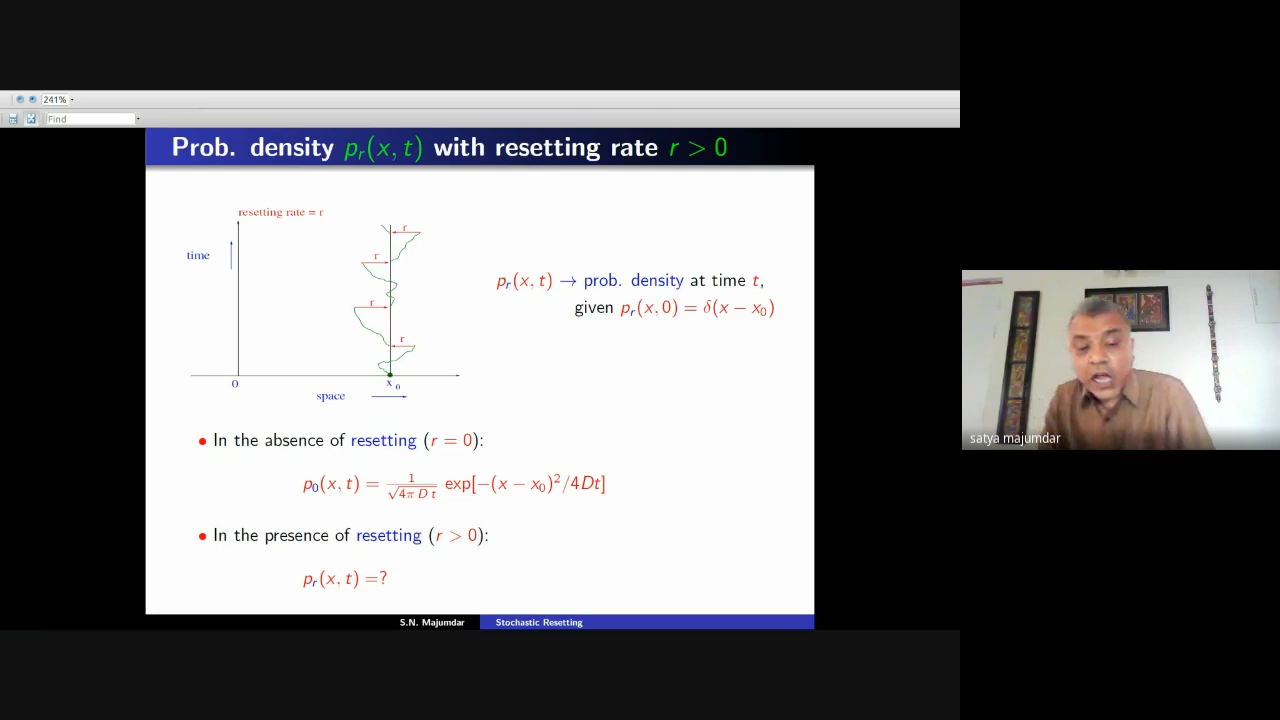 241%
Find
Prob. density p_r(x, t) with resetting rate r > 0
resetting rate = r
time
r
r
r
r
0
x_0
space
p_r(x, t) → prob. density at time t,
given p_r(x, 0) = δ(x − x_0)
• In the absence of resetting (r = 0):
p_0(x, t) = 1/√(4π D t) exp[−(x − x_0)²/4Dt]
• In the presence of resetting (r > 0):
p_r(x, t) =?
S.N. Majumdar
Stochastic Resetting
satya majumdar